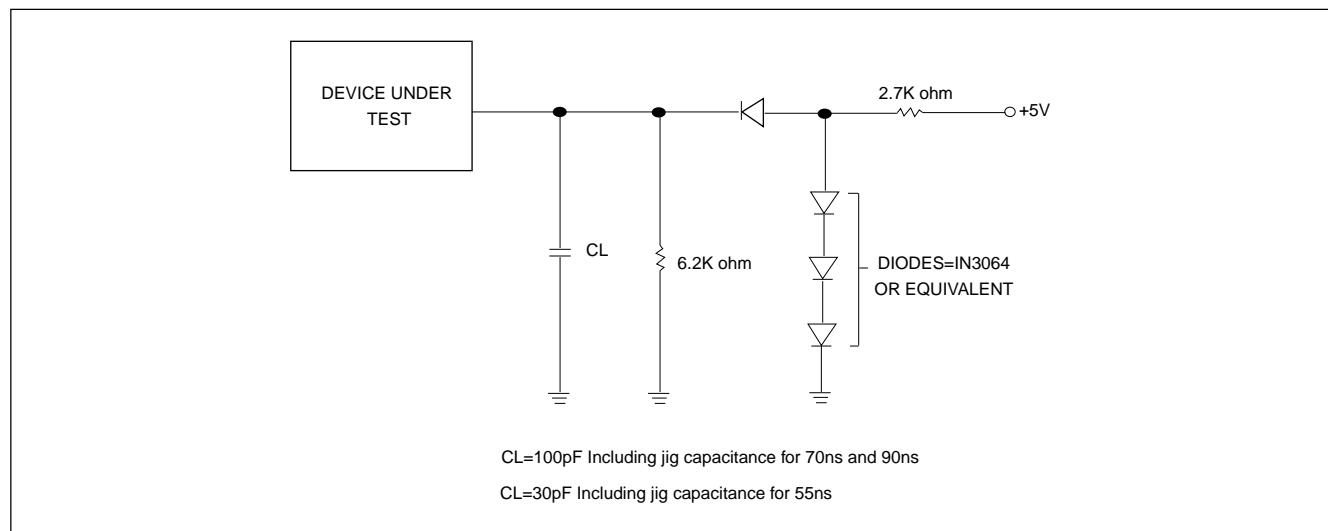 DEVICE UNDER
TEST
2.7K ohm
+5V
CL
6.2K ohm
DIODES=IN3064
OR EQUIVALENT
CL=100pF Including jig capacitance for 70ns and 90ns
CL=30pF Including jig capacitance for 55ns